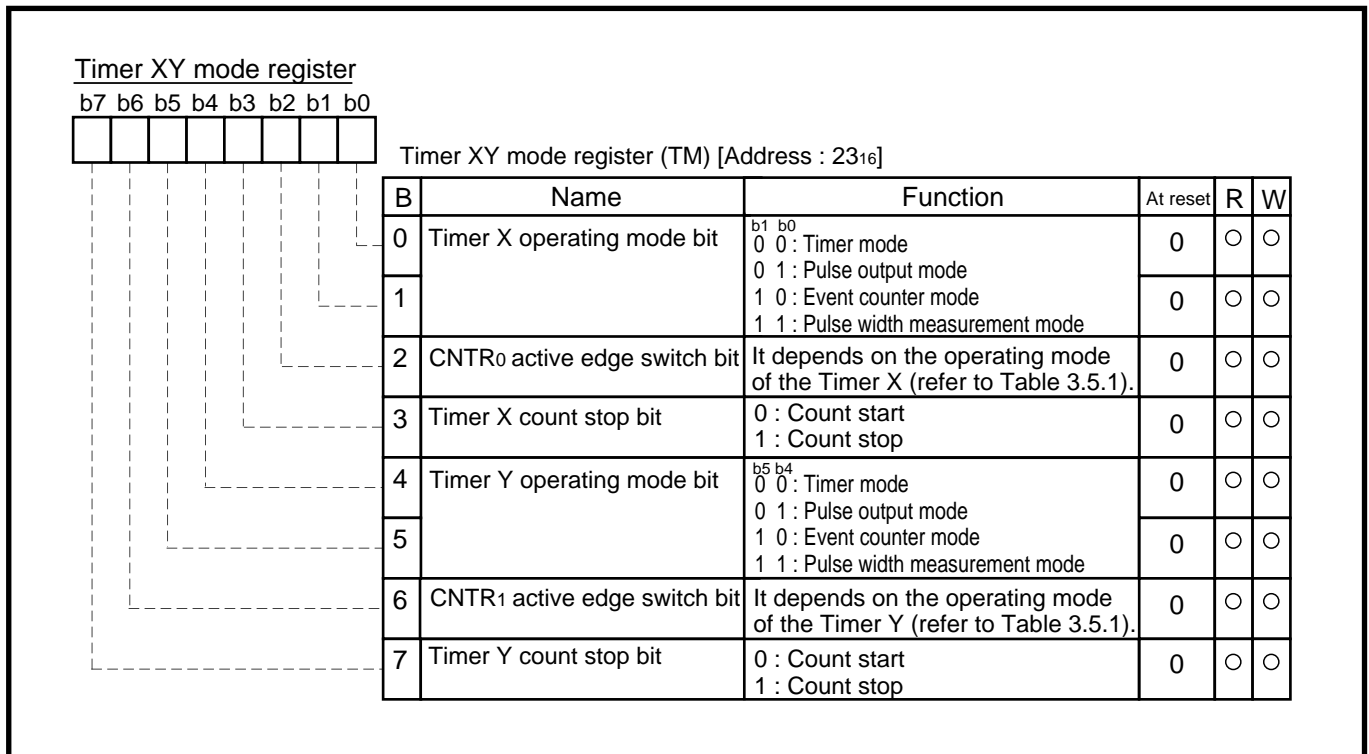 Timer XY mode register
b7 b6 b5 b4 b3 b2 b1 b0
Timer XY mode register (TM) [Address : 2316]
B Name Function At reset R W
0 Timer X operating mode bit b1 b0
0 0 : Timer mode 0 ○ ○
0 1 : Pulse output mode
1 1 0 : Event counter mode 0 ○ ○
1 1 : Pulse width measurement mode
2 CNTR0 active edge switch bit It depends on the operating mode
of the Timer X (refer to Table 3.5.1). 0 ○ ○
3 Timer X count stop bit 0 : Count start
1 : Count stop 0 ○ ○
4 Timer Y operating mode bit b5 b4
0 0 : Timer mode 0 ○ ○
0 1 : Pulse output mode
5 1 0 : Event counter mode 0 ○ ○
1 1 : Pulse width measurement mode
6 CNTR1 active edge switch bit It depends on the operating mode
of the Timer Y (refer to Table 3.5.1). 0 ○ ○
7 Timer Y count stop bit 0 : Count start
1 : Count stop 0 ○ ○